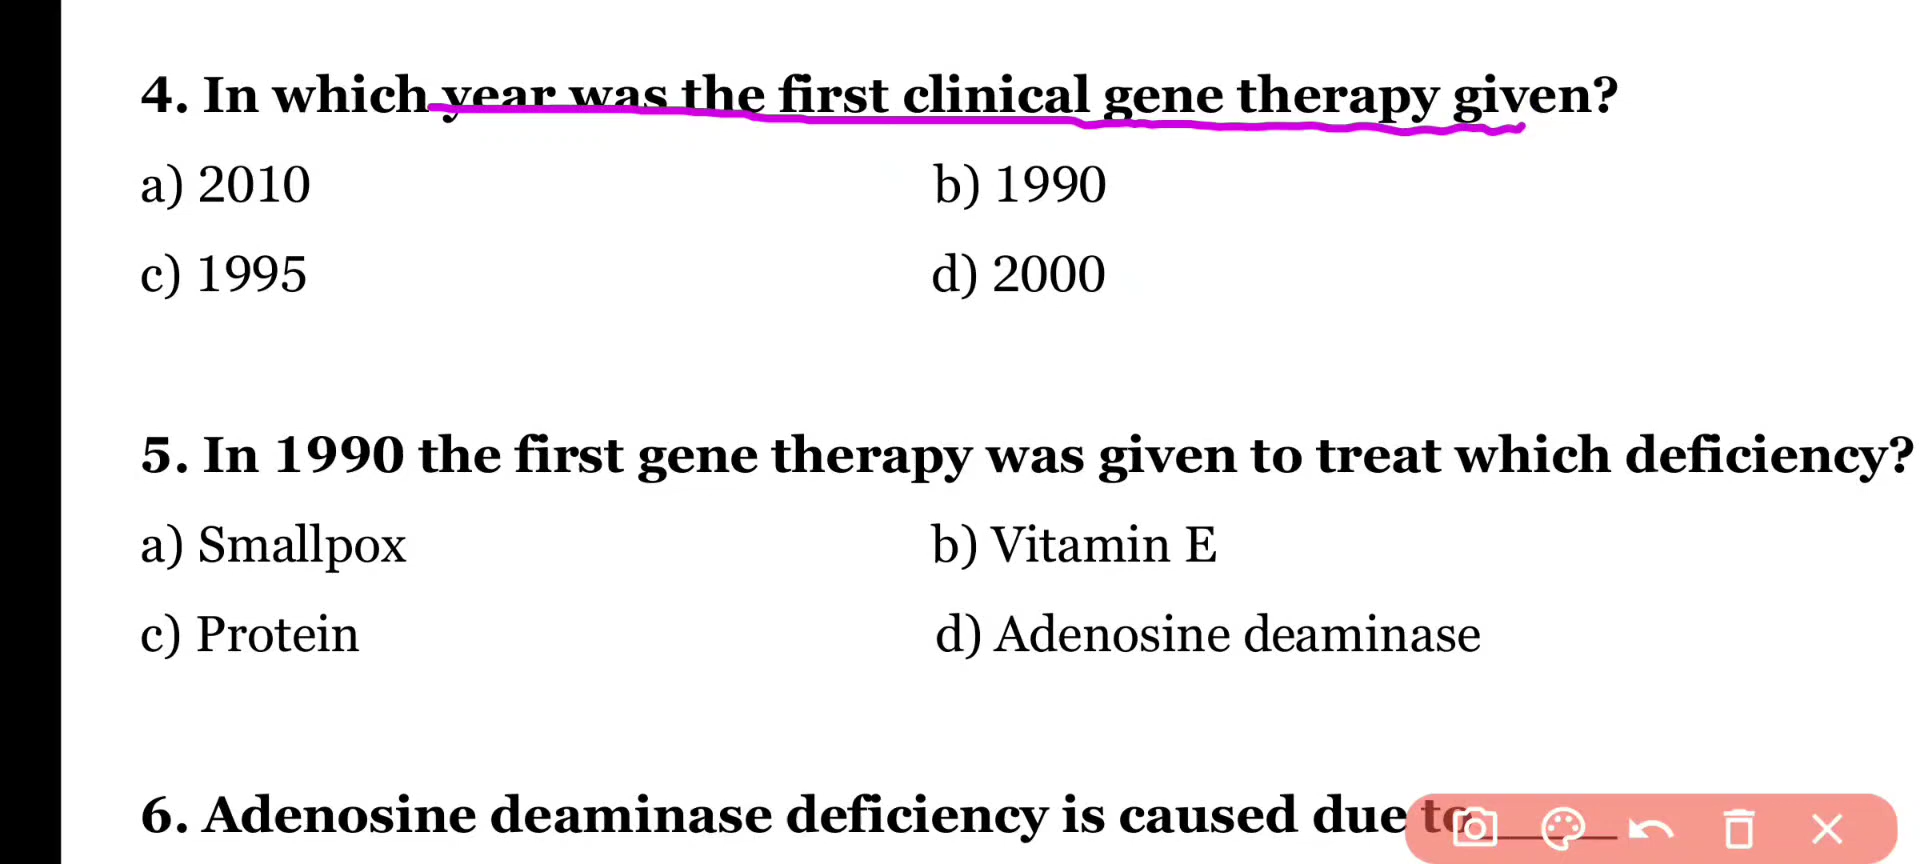 4. In which year was the first clinical gene therapy given?
a) 2010 b) 1990
c) 1995 d) 2000
5. In 1990 the first gene therapy was given to treat which deficiency?
a) Smallpox b) Vitamin E
c) Protein d) Adenosine deaminase
6. Adenosine deaminase deficiency is caused due to______